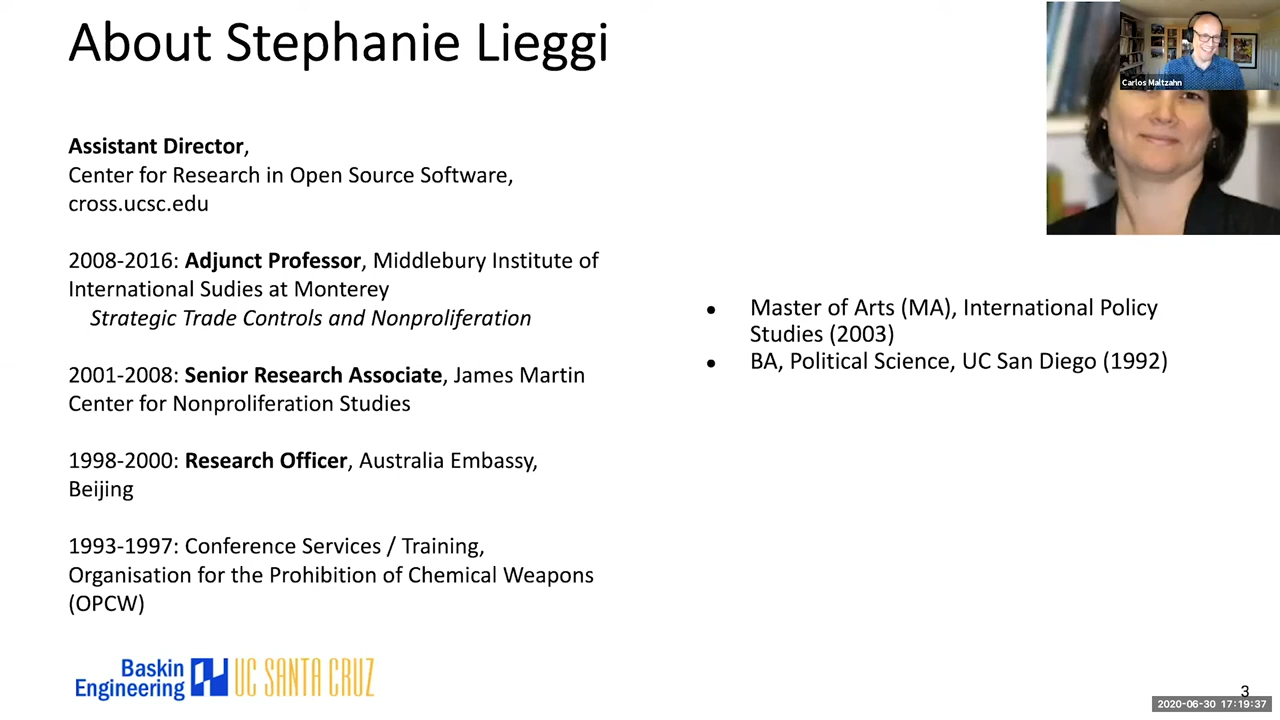 About Stephanie Lieggi
Carlos Maltzahn
Assistant Director,
Center for Research in Open Source Software,
cross.ucsc.edu
2008-2016: Adjunct Professor, Middlebury Institute of
International Sudies at Monterey
Strategic Trade Controls and Nonproliferation
2001-2008: Senior Research Associate, James Martin
Center for Nonproliferation Studies
1998-2000: Research Officer, Australia Embassy,
Beijing
1993-1997: Conference Services / Training,
Organisation for the Prohibition of Chemical Weapons
(OPCW)
• Master of Arts (MA), International Policy
Studies (2003)
• BA, Political Science, UC San Diego (1992)
Baskin
Engineering
UC SANTA CRUZ
3
2020-06-30 17:19:37